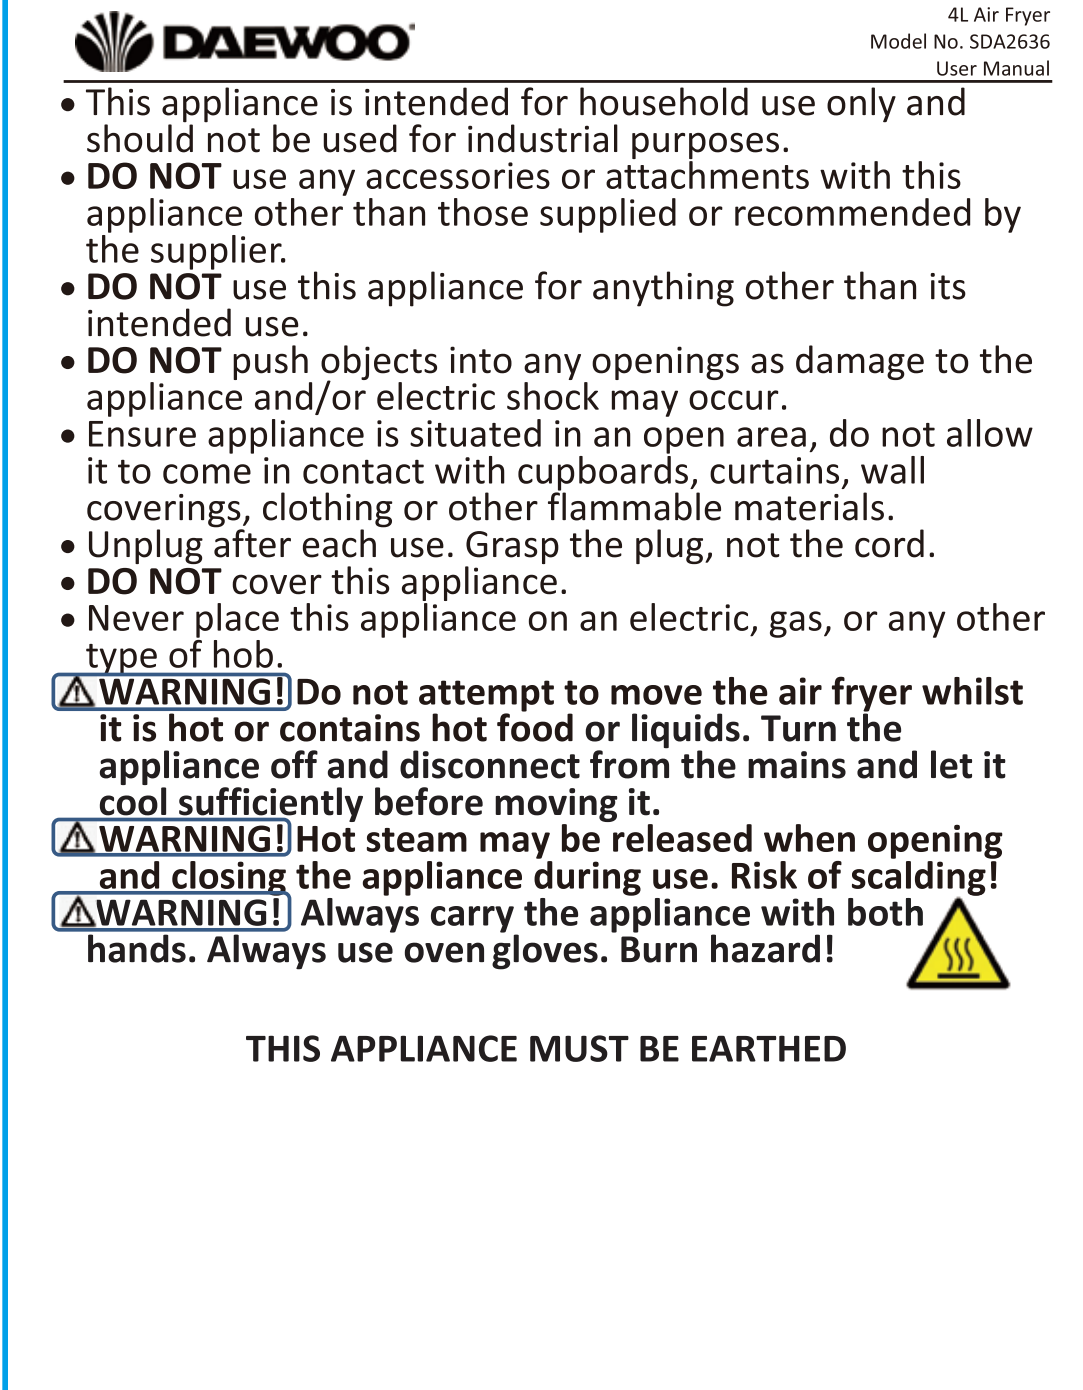 DAEWOO
4L Air Fryer
Model No. SDA2636
User Manual
• This appliance is intended for household use only and
should not be used for industrial purposes.
• DO NOT use any accessories or attachments with this
appliance other than those supplied or recommended by
the supplier.
• DO NOT use this appliance for anything other than its
intended use.
• DO NOT push objects into any openings as damage to the
appliance and/or electric shock may occur.
• Ensure appliance is situated in an open area, do not allow
it to come in contact with cupboards, curtains, wall
coverings, clothing or other flammable materials.
• Unplug after each use. Grasp the plug, not the cord.
• DO NOT cover this appliance.
• Never place this appliance on an electric, gas, or any other
type of hob.
⚠WARNING! Do not attempt to move the air fryer whilst
it is hot or contains hot food or liquids. Turn the
appliance off and disconnect from the mains and let it
cool sufficiently before moving it.
⚠WARNING! Hot steam may be released when opening
and closing the appliance during use. Risk of scalding!
⚠WARNING! Always carry the appliance with both
hands. Always use oven gloves. Burn hazard!
THIS APPLIANCE MUST BE EARTHED